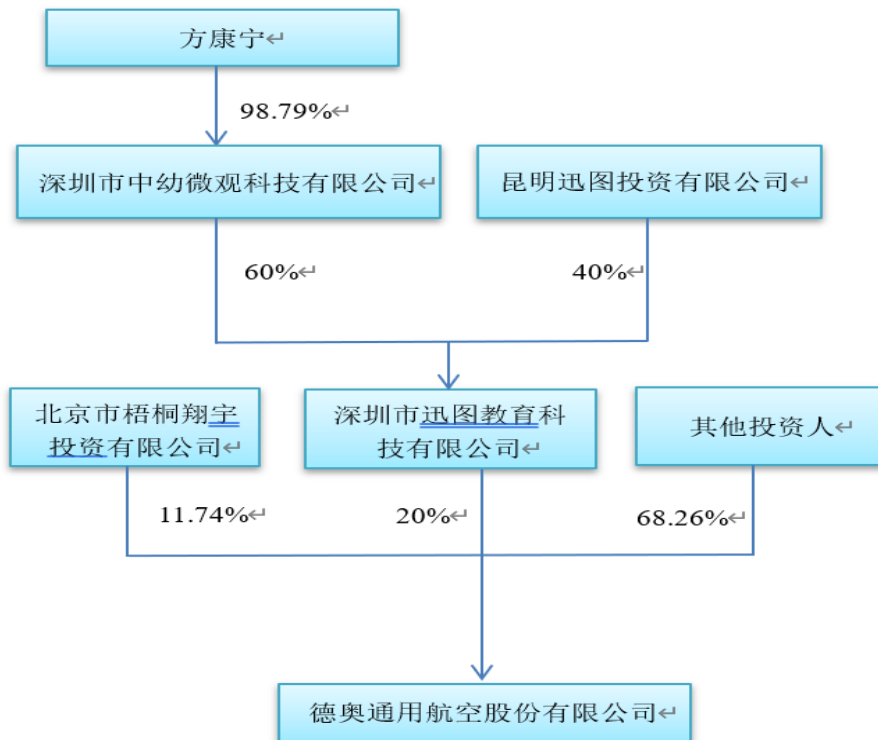 方康宁
98.79%
深圳市中幼微观科技有限公司
昆明迅图投资有限公司
60%
40%
北京市梧桐翔宇
投资有限公司
深圳市迅图教育科
技有限公司
其他投资人
11.74%
20%
68.26%
德奥通用航空股份有限公司